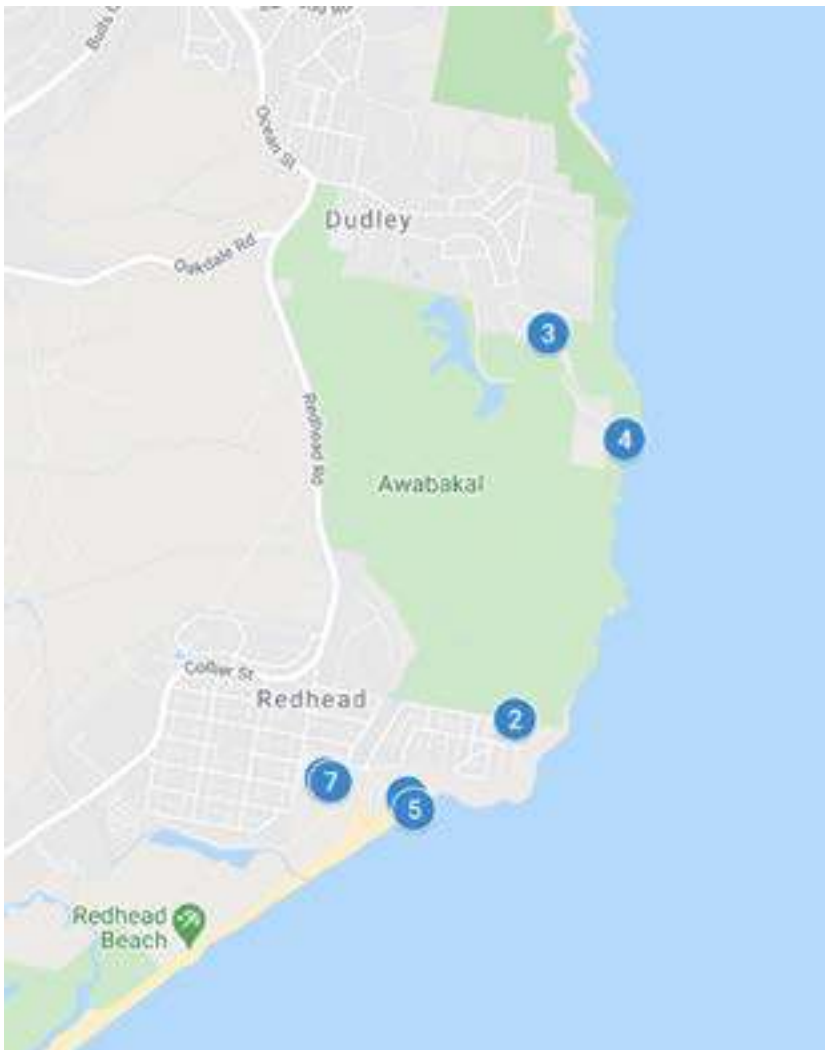 Ocean St
Dudley
Oakdale Rd
3
Redhead Rd
4
Awabakal
Collier St
Redhead
2
7
5
Redhead
Beach